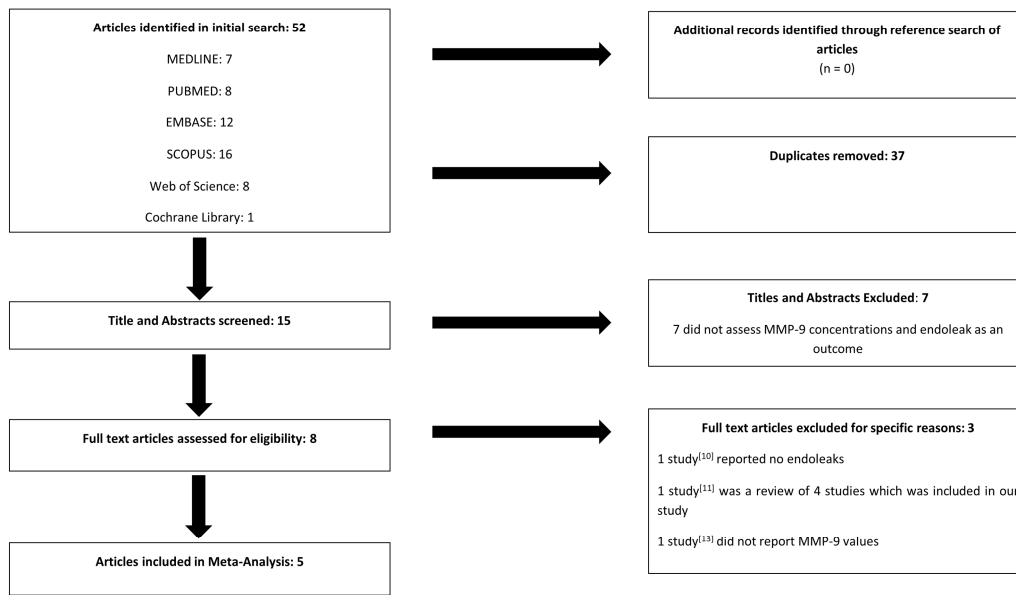 Articles identified in initial search: 52
MEDLINE: 7
PUBMED: 8
EMBASE: 12
SCOPUS: 16
Web of Science: 8
Cochrane Library: 1
Additional records identified through reference search of
articles
(n = 0)
Duplicates removed: 37
Title and Abstracts screened: 15
Titles and Abstracts Excluded: 7
7 did not assess MMP-9 concentrations and endoleak as an
outcome
Full text articles assessed for eligibility: 8
Full text articles excluded for specific reasons: 3
1 study[10] reported no endoleaks
1 study[11] was a review of 4 studies which was included in our
study
1 study[13] did not report MMP-9 values
Articles included in Meta-Analysis: 5